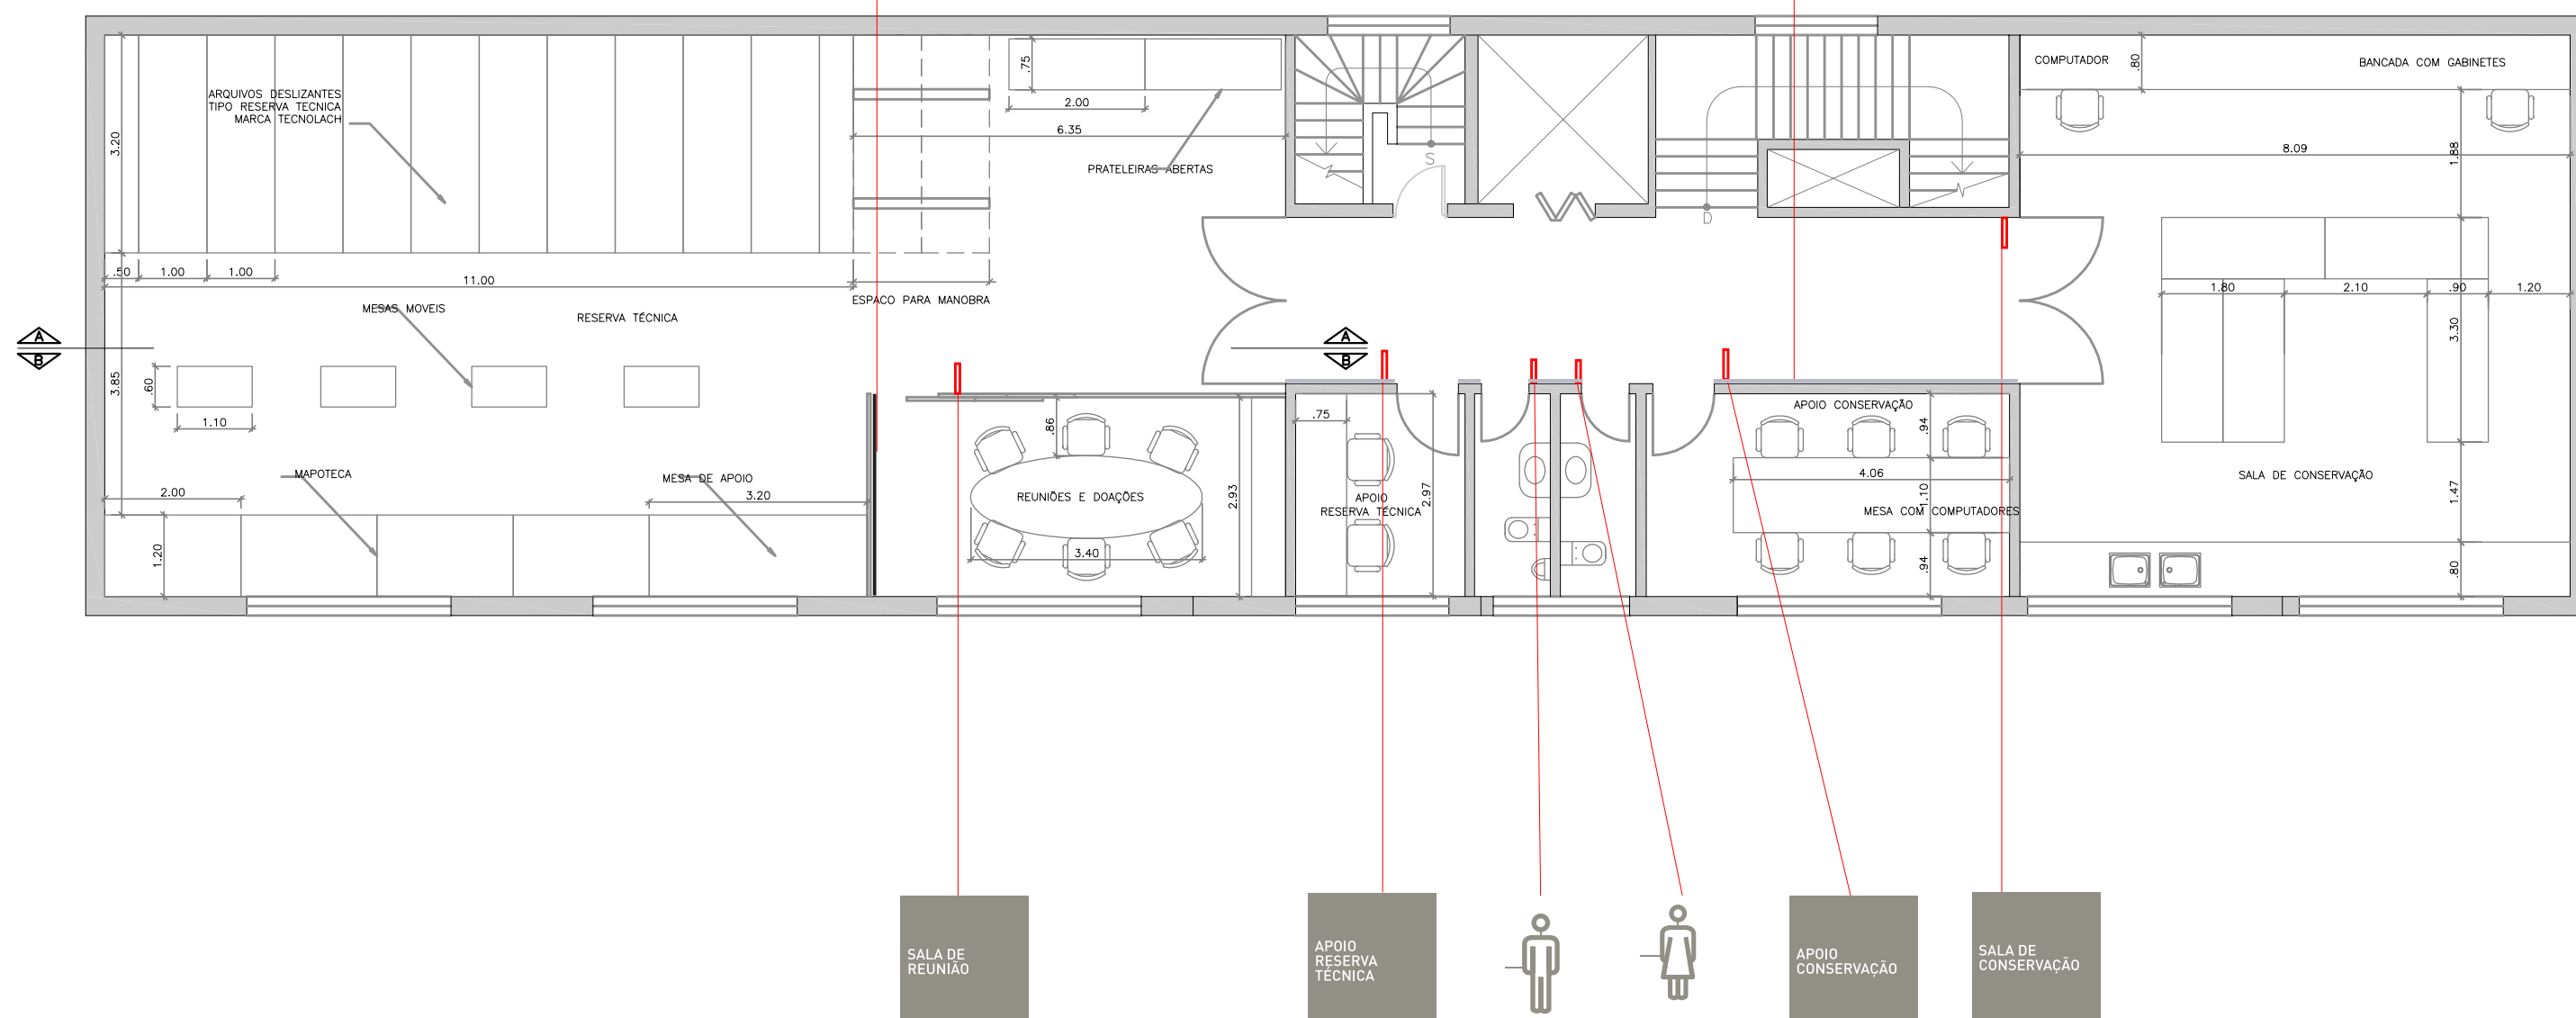 COMPUTADOR
.80
BANCADA COM GABINETES
.75
2.00
6.35
PRATELEIRAS ABERTAS
ARQUIVOS DESLIZANTES
TIPO RESERVA TECNICA
MARCA TECNOLACH
3.20
S
D
8.09
1.88
.50
1.00
1.00
11.00
ESPACO PARA MANOBRA
MESAS MOVEIS
RESERVA TÉCNICA
1.80
2.10
.90
1.20
3.30
A
B
A
B
3.85
.60
1.10
.86
.75
APOIO CONSERVAÇÃO
.94
MAPOTECA
MESA DE APOIO
2.00
3.20
REUNIÕES E DOAÇÕES
2.93
3.40
APOIO
RESERVA TÉCNICA
2.97
4.06
1.10
MESA COM COMPUTADORES
.94
SALA DE CONSERVAÇÃO
1.47
.80
1.20
SALA DE
REUNIÃO
APOIO
RESERVA
TÉCNICA
APOIO
CONSERVAÇÃO
SALA DE
CONSERVAÇÃO